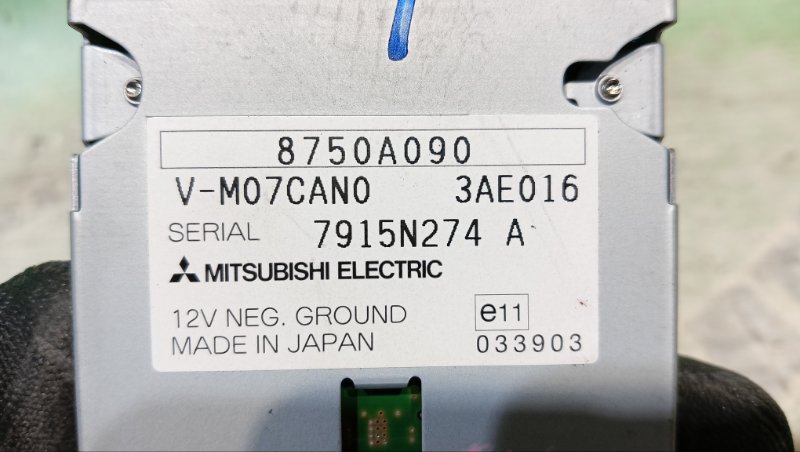 8750A090
V-M07CAN0 3AE016
SERIAL 7915N274 A
MITSUBISHI ELECTRIC
12V NEG. GROUND e11
MADE IN JAPAN 033903